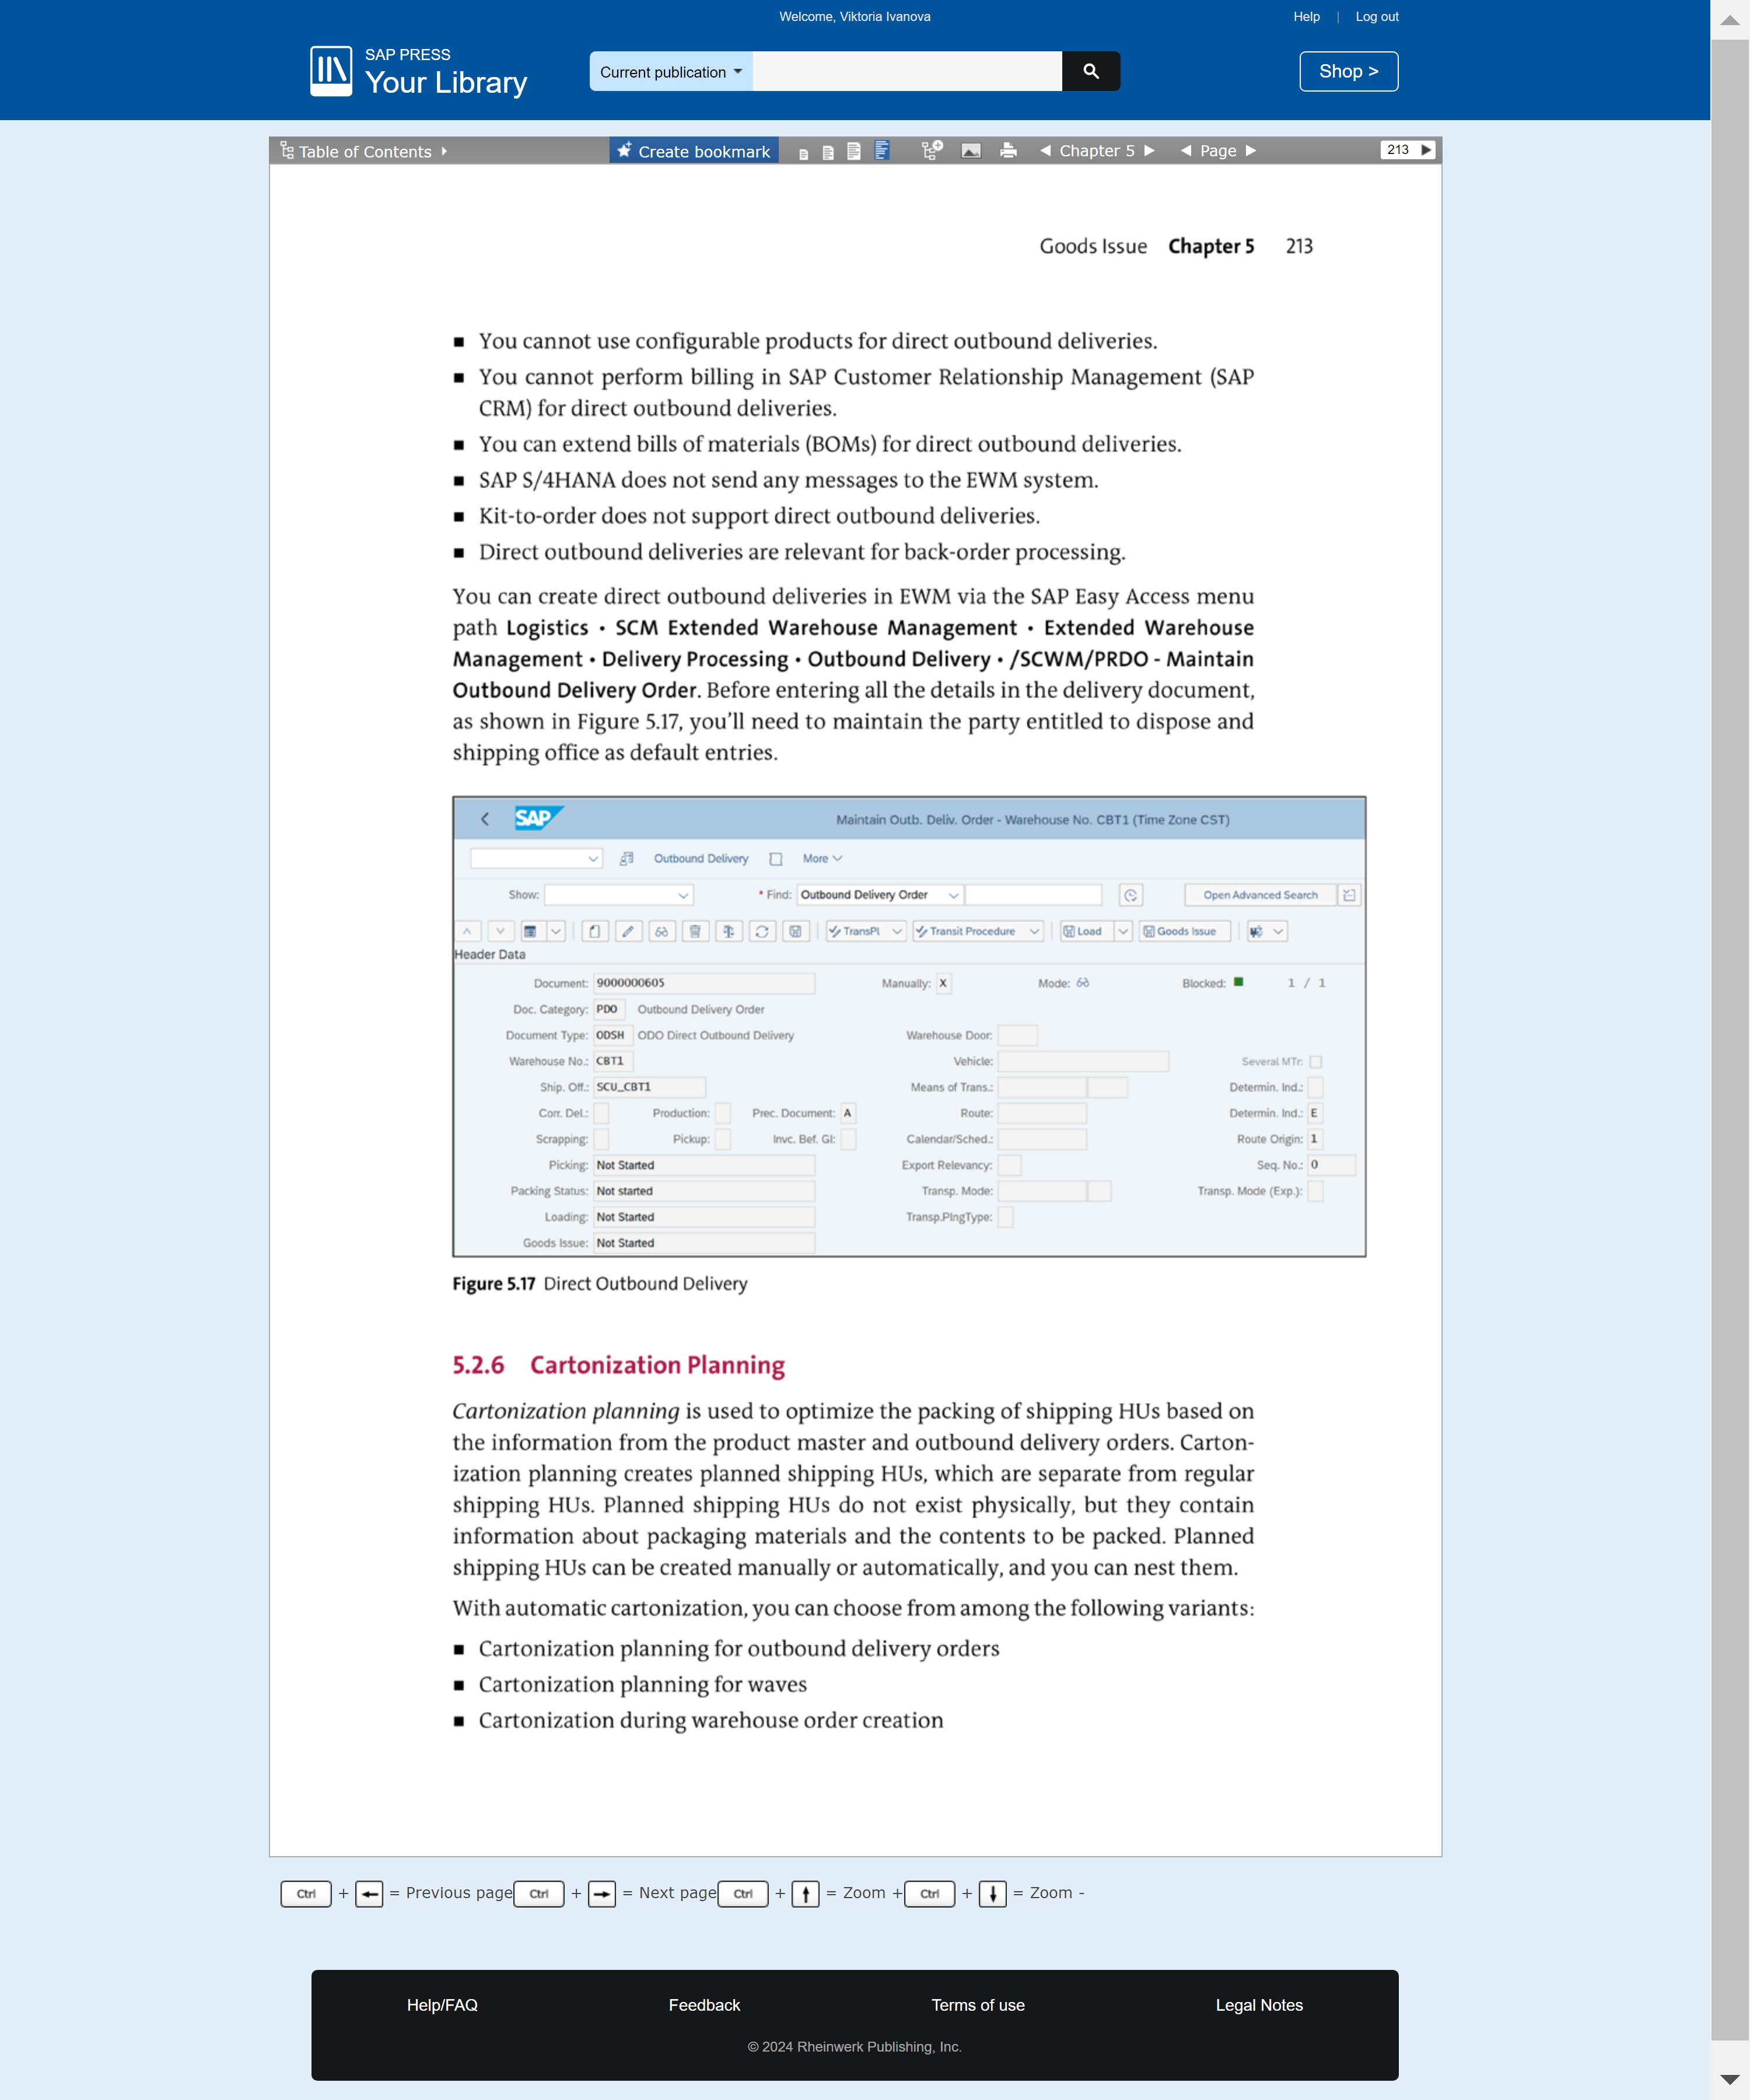 Welcome, Viktoria Ivanova
Help | Log out
SAP PRESS
Your Library
Current publication
Shop >
Table of Contents
Create bookmark
Chapter 5
Page
213
Goods Issue Chapter 5 213
■ You cannot use configurable products for direct outbound deliveries.
■ You cannot perform billing in SAP Customer Relationship Management (SAP
CRM) for direct outbound deliveries.
■ You can extend bills of materials (BOMs) for direct outbound deliveries.
■ SAP S/4HANA does not send any messages to the EWM system.
■ Kit-to-order does not support direct outbound deliveries.
■ Direct outbound deliveries are relevant for back-order processing.
You can create direct outbound deliveries in EWM via the SAP Easy Access menu
path Logistics • SCM Extended Warehouse Management • Extended Warehouse
Management • Delivery Processing • Outbound Delivery • /SCWM/PRDO - Maintain
Outbound Delivery Order. Before entering all the details in the delivery document,
as shown in Figure 5.17, you'll need to maintain the party entitled to dispose and
shipping office as default entries.
SAP
Maintain Outb. Deliv. Order - Warehouse No. CBT1 (Time Zone CST)
Outbound Delivery More
Show: * Find: Outbound Delivery Order Open Advanced Search
TransPl Transit Procedure Load Goods Issue
Header Data
Document: 9000000605 Manually: X Mode: Blocked: 1 / 1
Doc. Category: PDO Outbound Delivery Order
Document Type: ODSH ODO Direct Outbound Delivery Warehouse Door:
Warehouse No.: CBT1 Vehicle: Several MTr:
Ship. Off.: SCU_CBT1 Means of Trans.: Determin. Ind.:
Corr. Del.: Production: Prec. Document: A Route: Determin. Ind.: E
Scrapping: Pickup: Invc. Bef. GI: Calendar/Sched.: Route Origin: 1
Picking: Not Started Export Relevancy: Seq. No.: 0
Packing Status: Not started Transp. Mode: Transp. Mode (Exp.):
Loading: Not Started Transp.PlngType:
Goods Issue: Not Started
Figure 5.17 Direct Outbound Delivery
5.2.6 Cartonization Planning
Cartonization planning is used to optimize the packing of shipping HUs based on
the information from the product master and outbound delivery orders. Carton-
ization planning creates planned shipping HUs, which are separate from regular
shipping HUs. Planned shipping HUs do not exist physically, but they contain
information about packaging materials and the contents to be packed. Planned
shipping HUs can be created manually or automatically, and you can nest them.
With automatic cartonization, you can choose from among the following variants:
■ Cartonization planning for outbound delivery orders
■ Cartonization planning for waves
■ Cartonization during warehouse order creation
Ctrl + ← = Previous page Ctrl + → = Next page Ctrl + ↑ = Zoom + Ctrl + ↓ = Zoom -
Help/FAQ Feedback Terms of use Legal Notes
© 2024 Rheinwerk Publishing, Inc.